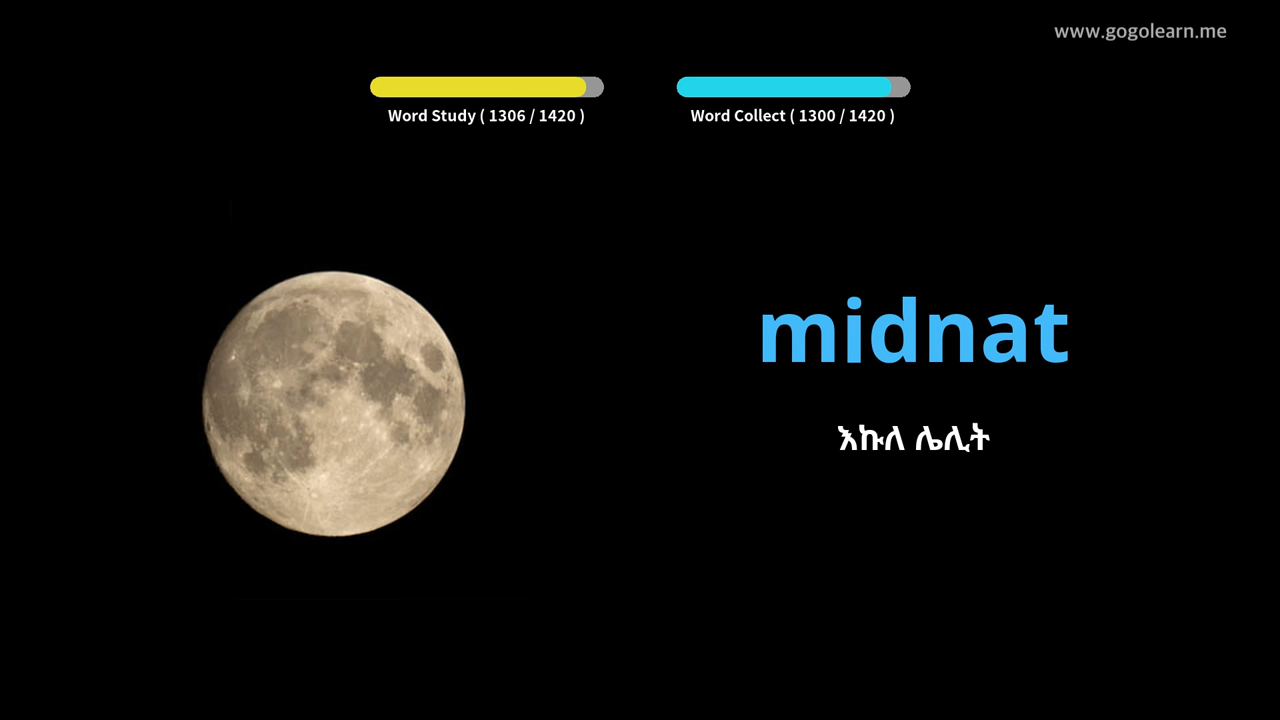 www.gogolearn.me
Word Study ( 1306 / 1420 )
Word Collect ( 1300 / 1420 )
midnat
እኩለ ሌሊት